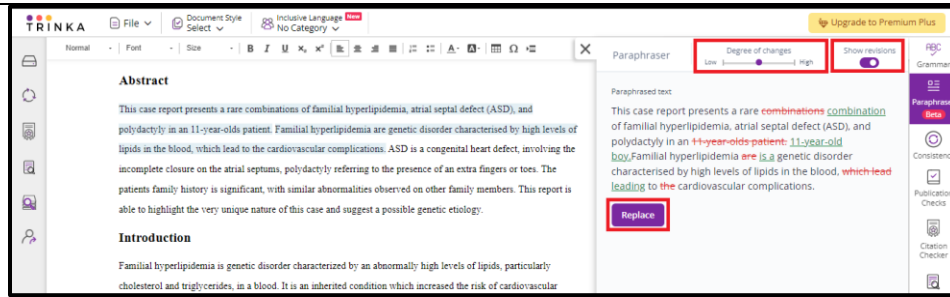 TRINKA
File
Document Style
Select
Inclusive Language New
No Category
Upgrade to Premium Plus
Normal Font Size B I U x₂ x² A A Ω
Abstract
This case report presents a rare combinations of familial hyperlipidemia, atrial septal defect (ASD), and
polydactyly in an 11-year-olds patient. Familial hyperlipidemia are genetic disorder characterised by high levels of
lipids in the blood, which lead to the cardiovascular complications. ASD is a congenital heart defect, involving the
incomplete closure on the atrial septums, polydactyly referring to the presence of an extra fingers or toes. The
patients family history is significant, with similar abnormalities observed on other family members. This report is
able to highlight the very unique nature of this case and suggest a possible genetic etiology.
Introduction
Familial hyperlipidemia is genetic disorder characterized by an abnormally high levels of lipids, particularly
cholesterol and triglycerides, in a blood. It is an inherited condition which increased the risk of cardiovascular
Paraphraser
Degree of changes
Low High
Show revisions
Paraphrased text
This case report presents a rare combinations combination
of familial hyperlipidemia, atrial septal defect (ASD), and
polydactyly in an 11-year-olds patient. 11-year-old
boy.Familial hyperlipidemia are is a genetic disorder
characterised by high levels of lipids in the blood, which lead
leading to the cardiovascular complications.
Replace
ABC
Grammar
Paraphrase
Beta
Publication
Checks
Citation
Checker